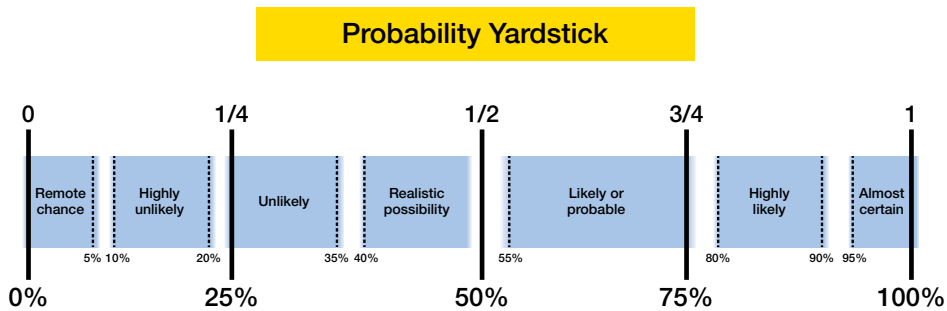 Probability Yardstick
0 1/4 1/2 3/4 1
Remote chance Highly unlikely Unlikely Realistic possibility Likely or probable Highly likely Almost certain
5% 10% 20% 35% 40% 55% 80% 90% 95%
0% 25% 50% 75% 100%